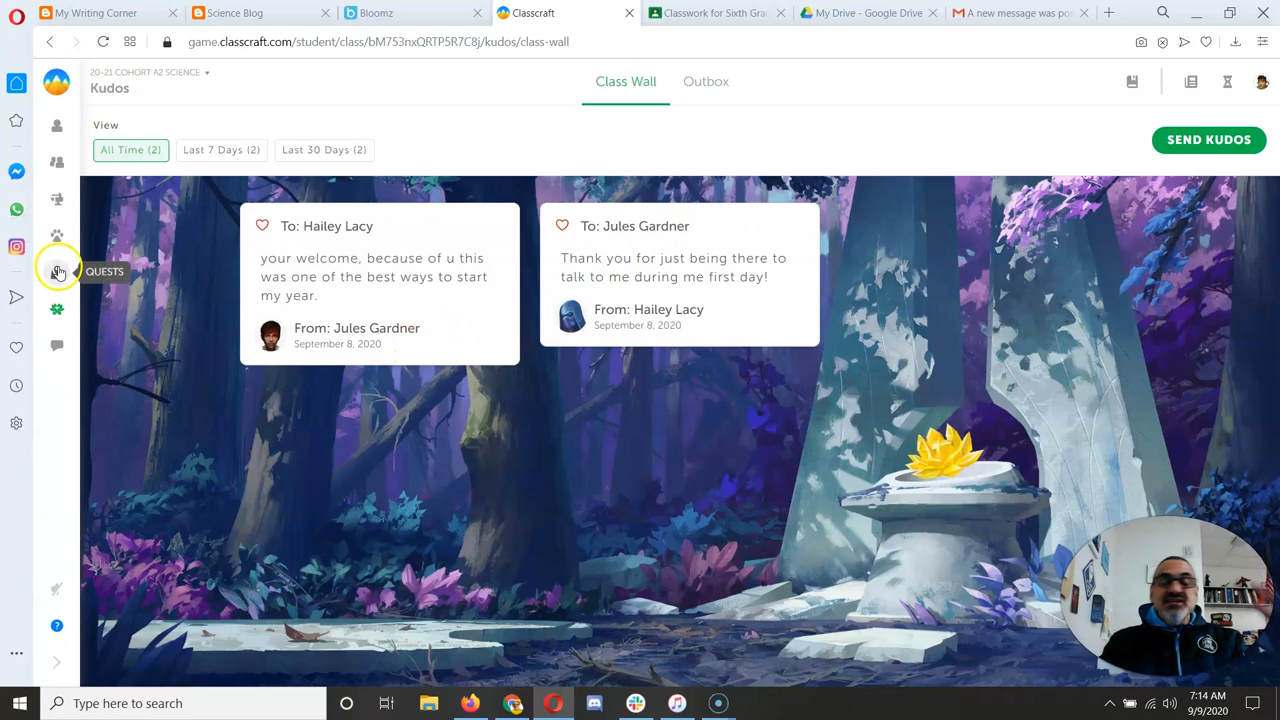 My Writing Corner
Science Blog
Bloomz
Classcraft
Classwork for Sixth Gra
My Drive - Google Drive
A new message was po
game.classcraft.com/student/class/bM753nxQRTP5R7C8j/kudos/class-wall
20-21 COHORT A2 SCIENCE
Kudos
Class Wall
Outbox
View
All Time (2)
Last 7 Days (2)
Last 30 Days (2)
SEND KUDOS
QUESTS
To: Hailey Lacy
your welcome, because of u this
was one of the best ways to start
my year.
From: Jules Gardner
September 8, 2020
To: Jules Gardner
Thank you for just being there to
talk to me during me first day!
From: Hailey Lacy
September 8, 2020
Type here to search
7:14 AM
9/9/2020